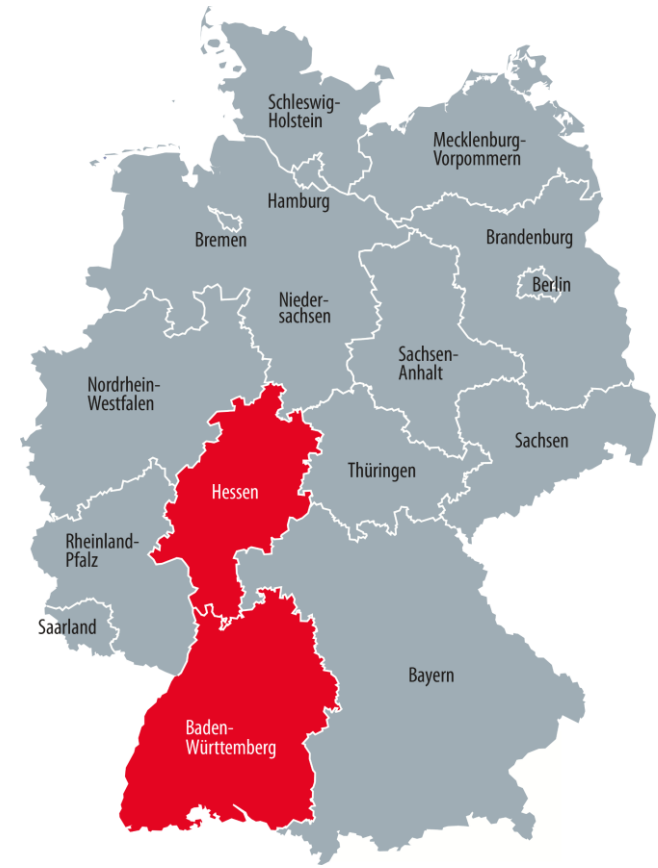 Schleswig-
Holstein
Mecklenburg-
Vorpommern
Hamburg
Bremen
Brandenburg
Berlin
Nieder-
sachsen
Sachsen-
Anhalt
Nordrhein-
Westfalen
Sachsen
Thüringen
Hessen
Rheinland-
Pfalz
Saarland
Bayern
Baden-
Württemberg